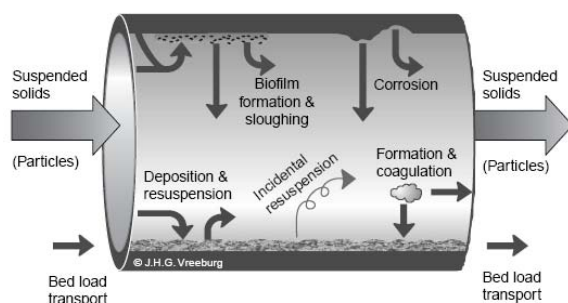 Suspended
solids
(Particles)
Biofilm
formation &
sloughing
Corrosion
Suspended
solids
(Particles)
Deposition &
resuspension
Incidental
resuspension
Formation &
coagulation
© J.H.G. Vreeburg
Bed load
transport
Bed load
transport